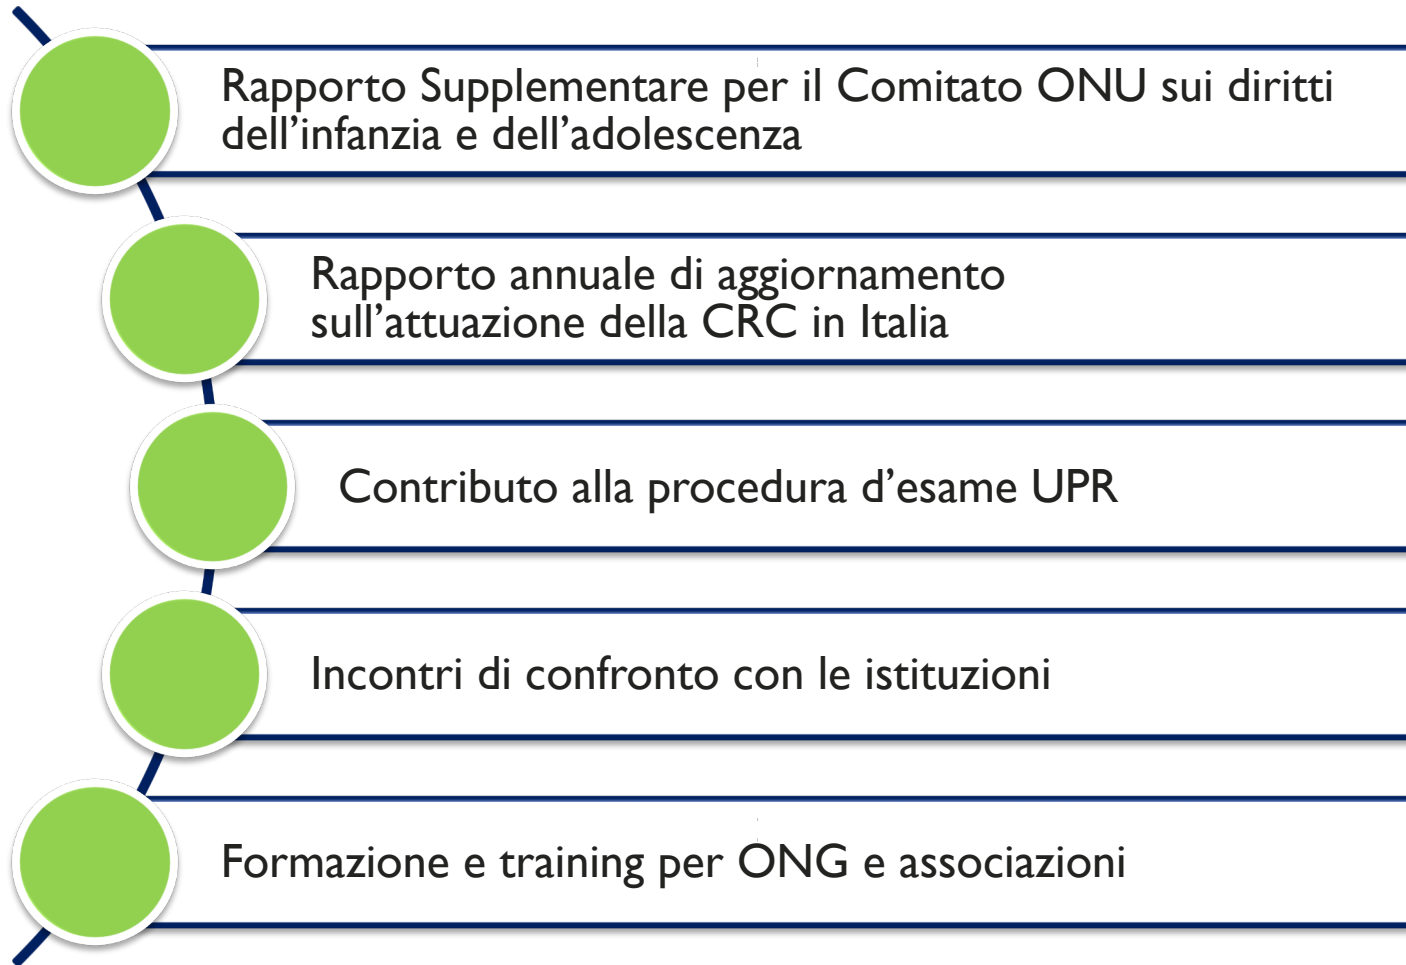 Rapporto Supplementare per il Comitato ONU sui diritti
dell’infanzia e dell’adolescenza
Rapporto annuale di aggiornamento
sull’attuazione della CRC in Italia
Contributo alla procedura d’esame UPR
Incontri di confronto con le istituzioni
Formazione e training per ONG e associazioni